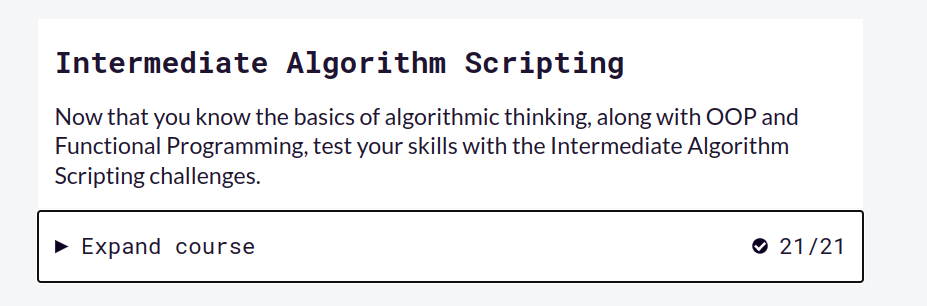 Intermediate Algorithm Scripting
Now that you know the basics of algorithmic thinking, along with OOP and
Functional Programming, test your skills with the Intermediate Algorithm
Scripting challenges.
Expand course 21/21